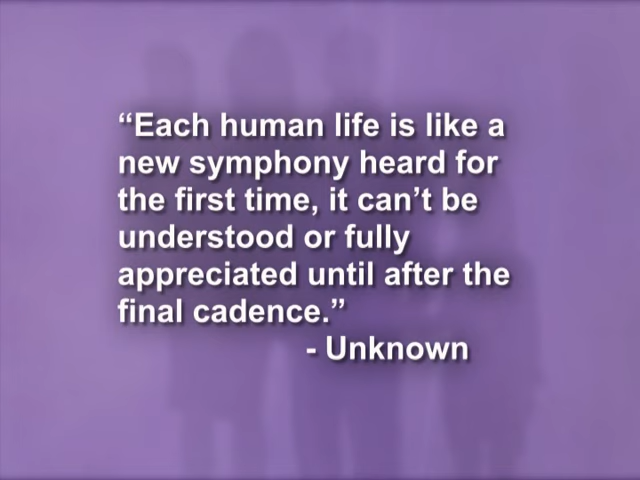 “Each human life is like a
new symphony heard for
the first time, it can’t be
understood or fully
appreciated until after the
final cadence.”
- Unknown